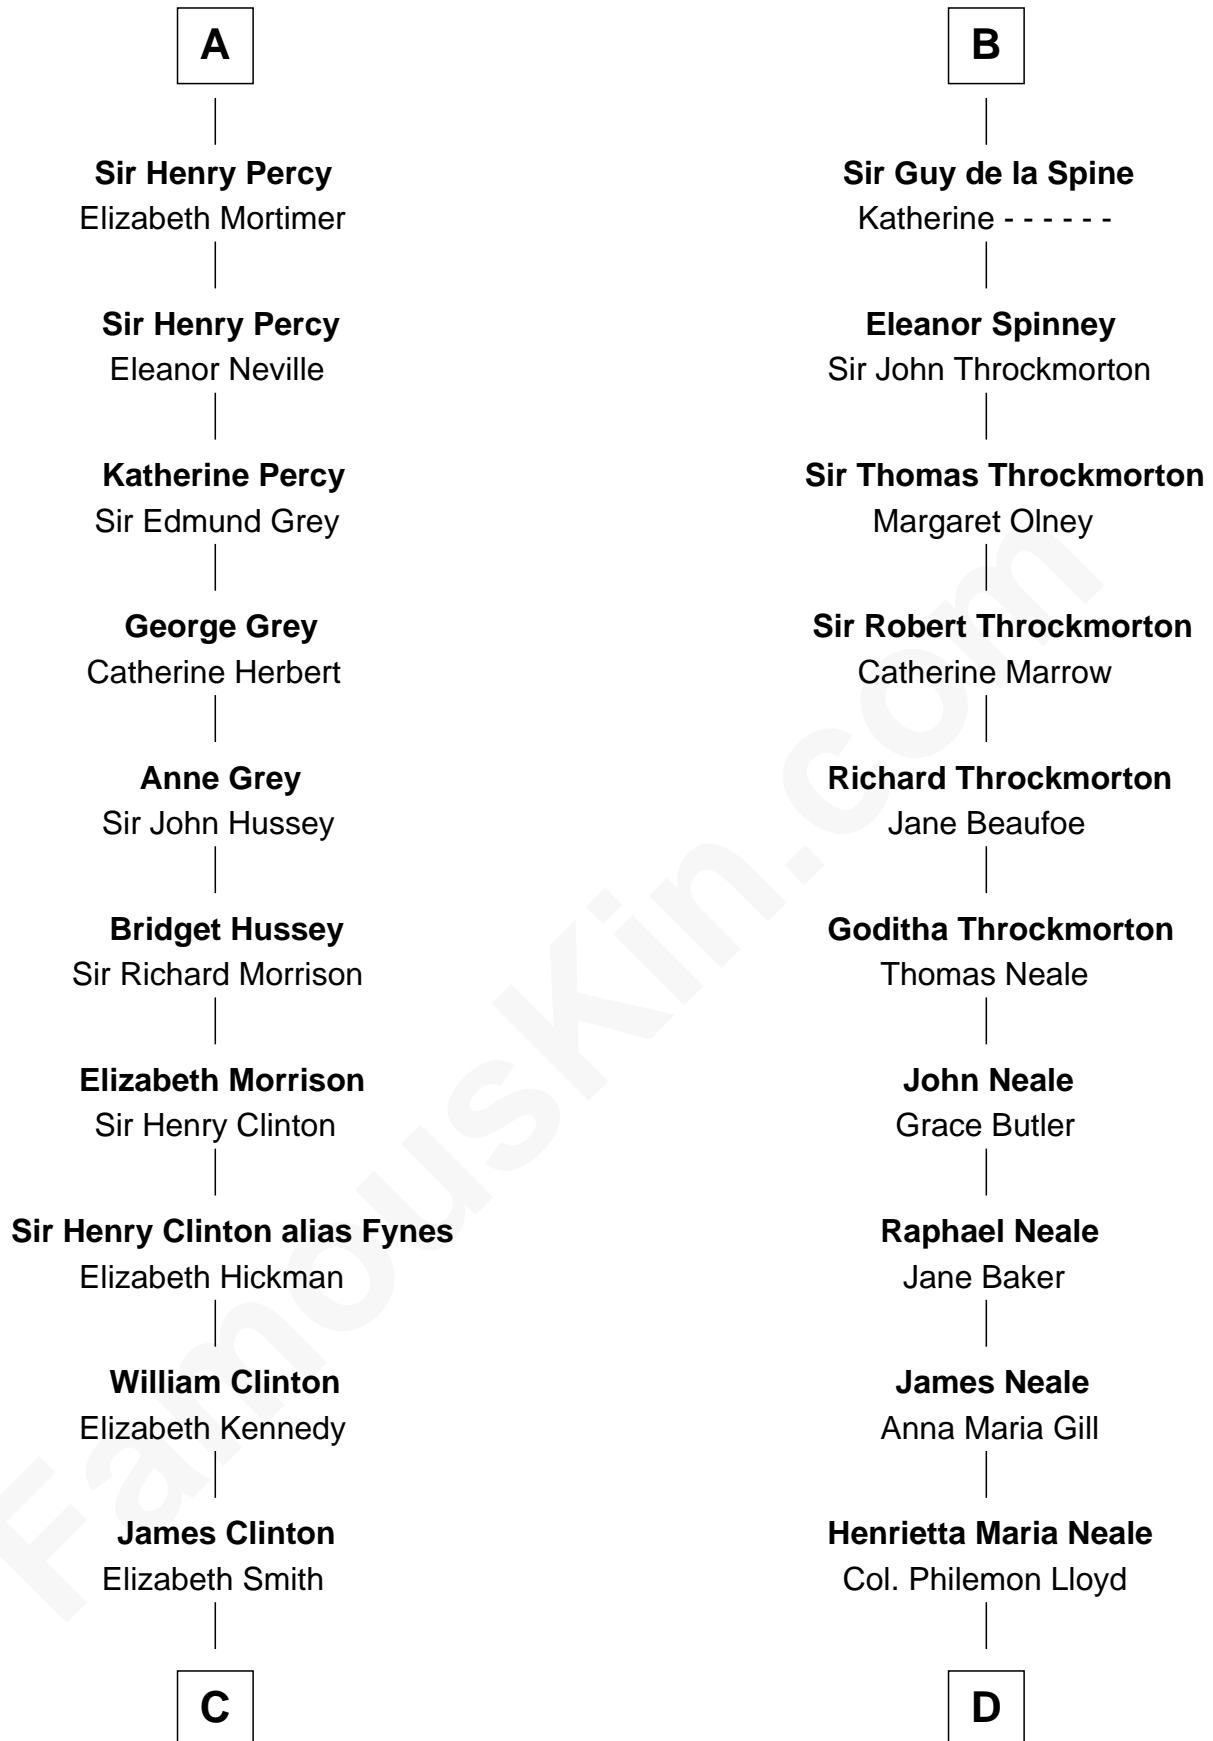 A
Sir Henry Percy
Elizabeth Mortimer
Sir Henry Percy
Eleanor Neville
Katherine Percy
Sir Edmund Grey
George Grey
Catherine Herbert
Anne Grey
Sir John Hussey
Bridget Hussey
Sir Richard Morrison
Elizabeth Morrison
Sir Henry Clinton
Sir Henry Clinton alias Fynes
Elizabeth Hickman
William Clinton
Elizabeth Kennedy
James Clinton
Elizabeth Smith
C
B
Sir Guy de la Spine
Katherine - - - - - -
Eleanor Spinney
Sir John Throckmorton
Sir Thomas Throckmorton
Margaret Olney
Sir Robert Throckmorton
Catherine Marrow
Richard Throckmorton
Jane Beaufoe
Goditha Throckmorton
Thomas Neale
John Neale
Grace Butler
Raphael Neale
Jane Baker
James Neale
Anna Maria Gill
Henrietta Maria Neale
Col. Philemon Lloyd
D
FamousKin.com